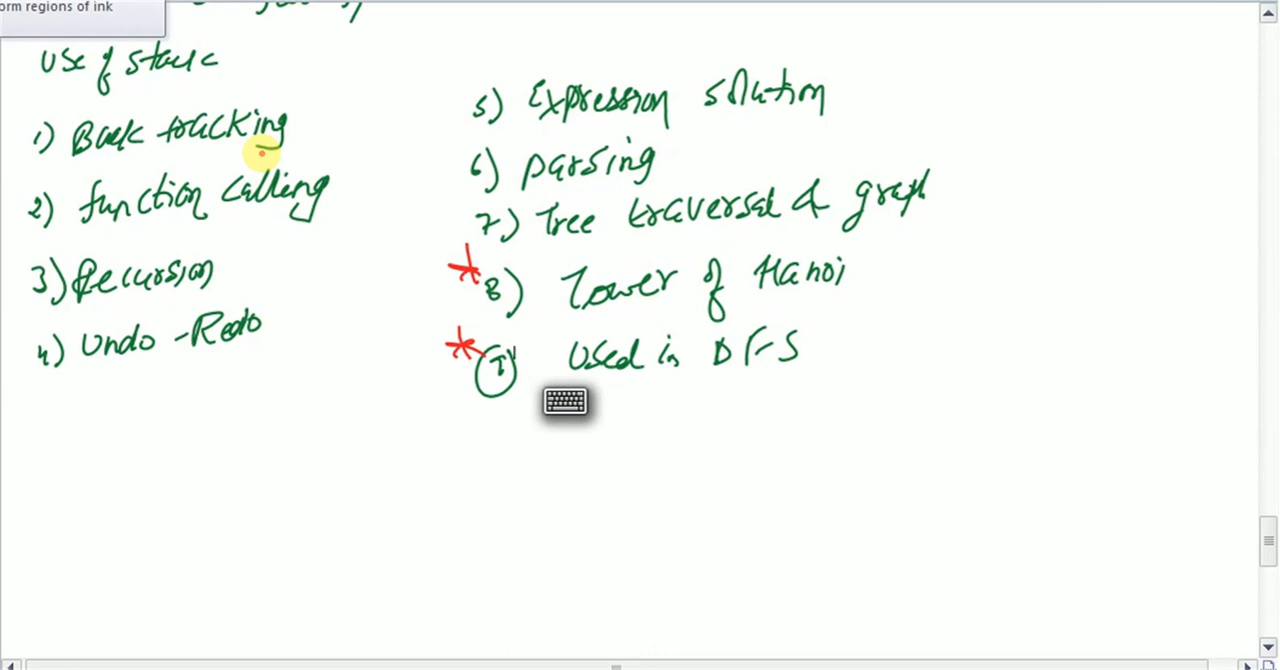 orm regions of ink
Use of stack
1) Back tracking
2) function calling
3) Recursion
4) Undo - Redo
5) Expression solution
6) parsing
7) Tree traversal & graph
8) Tower of Hanoi
Used in DFS